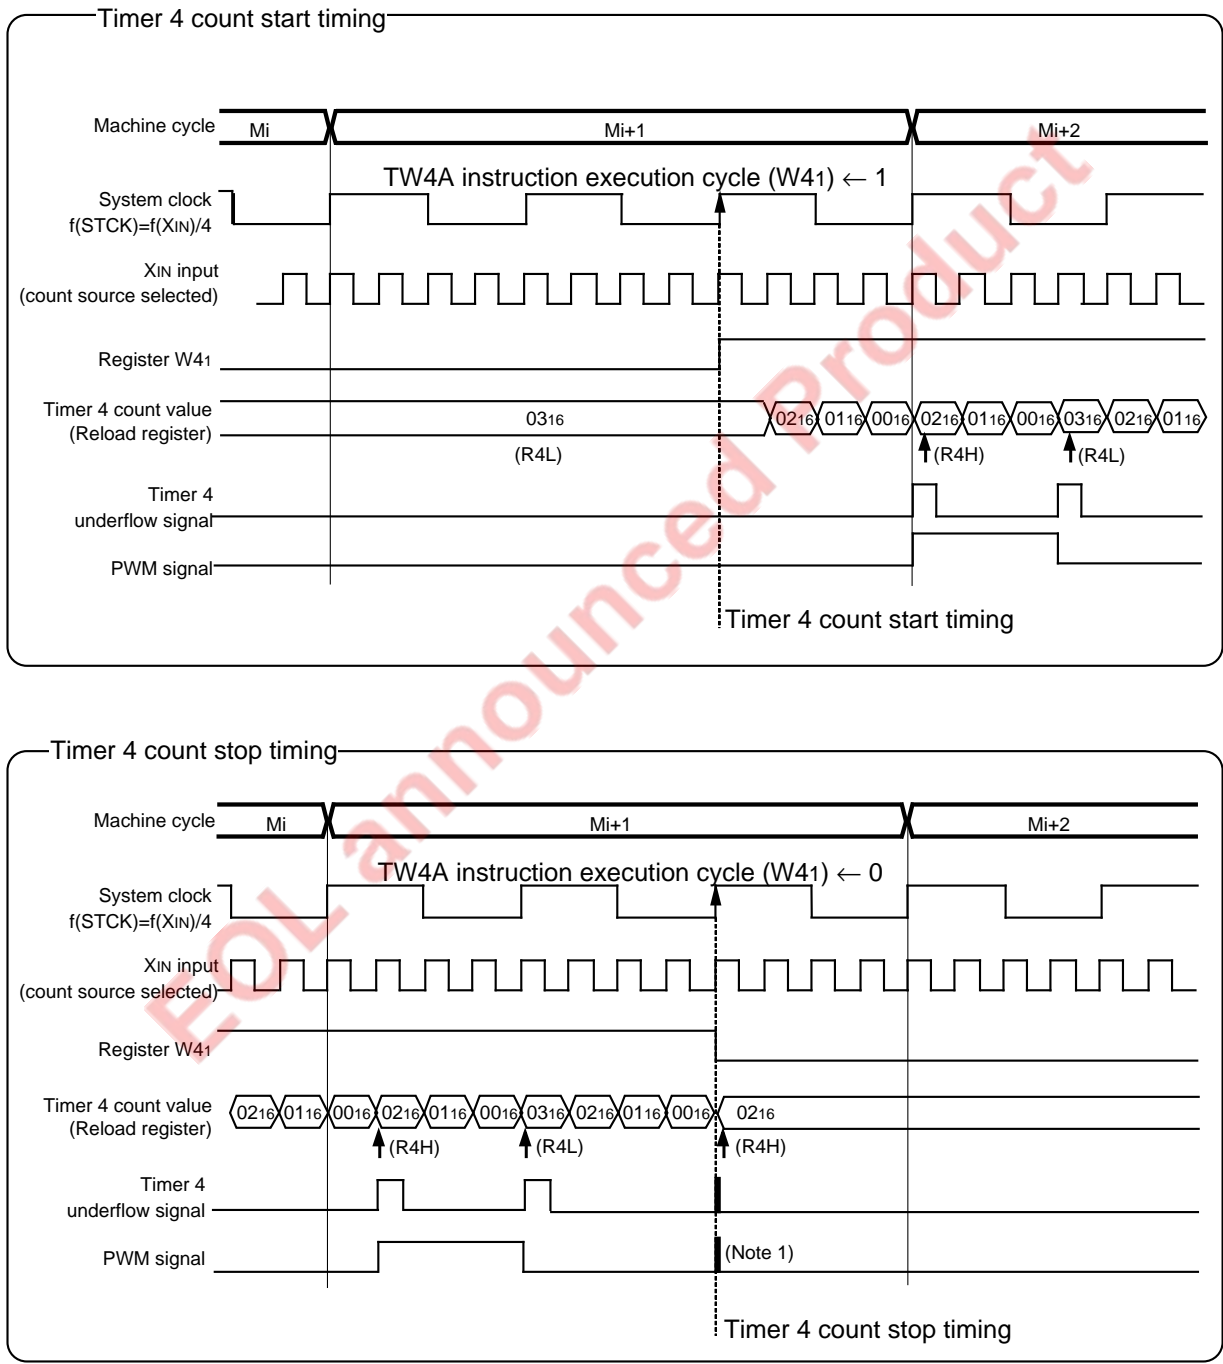 Timer 4 count start timing
Machine cycle Mi Mi+1 Mi+2
TW4A instruction execution cycle (W41) ← 1
System clock
f(STCK)=f(XIN)/4
XIN input
(count source selected)
Register W41
Timer 4 count value
(Reload register)
0316 0216 0116 0016 0216 0116 0016 0316 0216 0116
(R4L) (R4H) (R4L)
Timer 4
underflow signal
PWM signal
Timer 4 count start timing
Timer 4 count stop timing
Machine cycle Mi Mi+1 Mi+2
TW4A instruction execution cycle (W41) ← 0
System clock
f(STCK)=f(XIN)/4
XIN input
(count source selected)
Register W41
Timer 4 count value
(Reload register)
0216 0116 0016 0216 0116 0016 0316 0216 0116 0016 0216
(R4H) (R4L) (R4H)
Timer 4
underflow signal
PWM signal (Note 1)
Timer 4 count stop timing
EOL announced Product